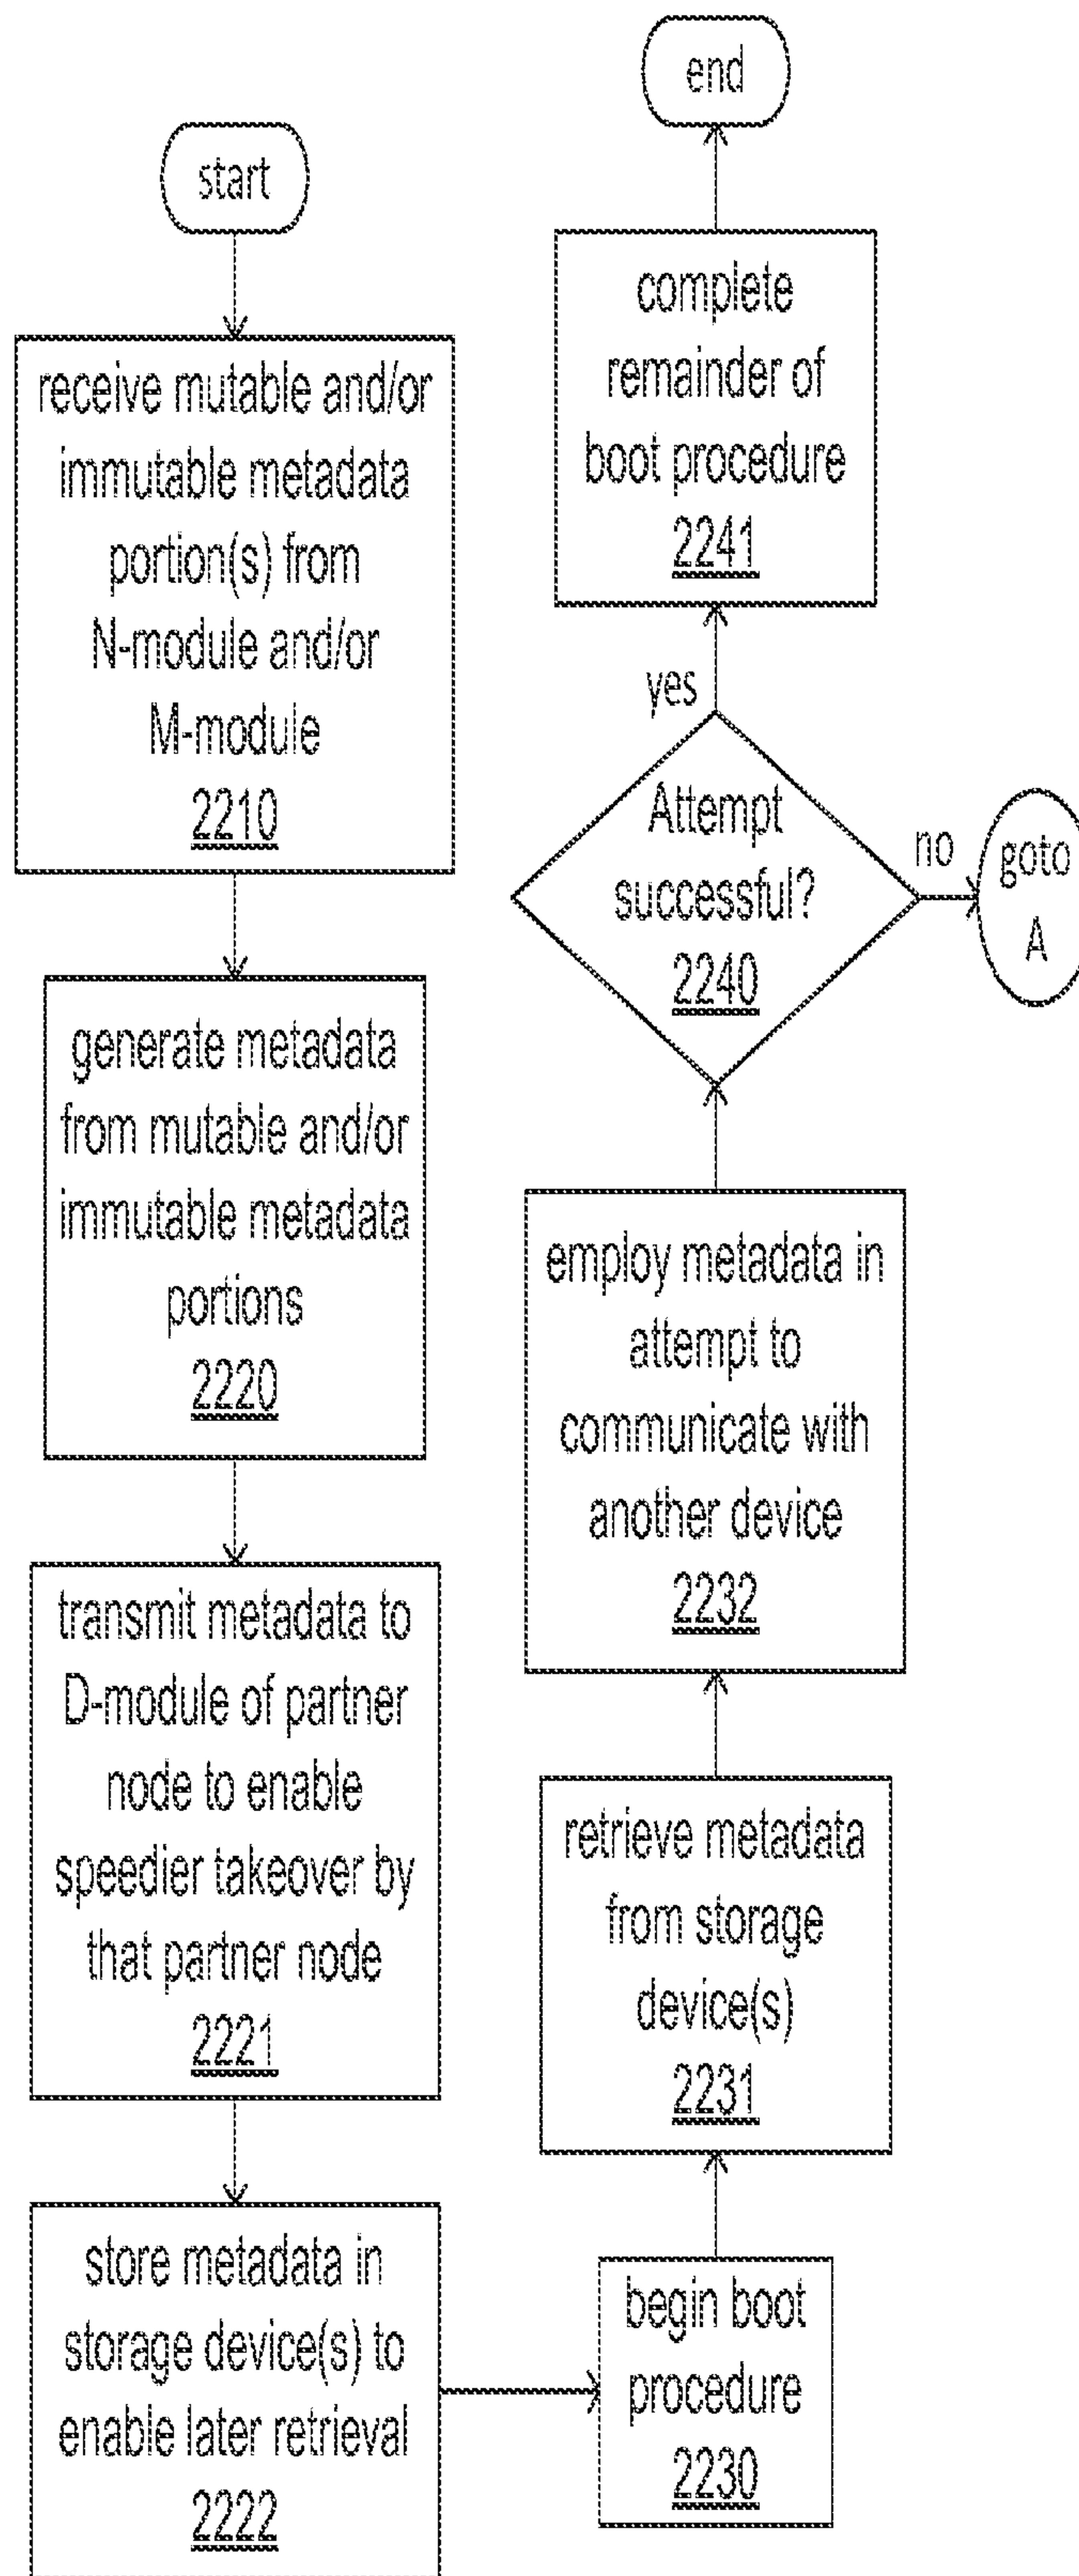 start
receive mutable and/or
immutable metadata
portion(s) from
N-module and/or
M-module
2210
generate metadata
from mutable and/or
immutable metadata
portions
2220
transmit metadata to
D-module of partner
node to enable
speedier takeover by
that partner node
2221
store metadata in
storage device(s) to
enable later retrieval
2222
begin boot
procedure
2230
retrieve metadata
from storage
device(s)
2231
employ metadata in
attempt to
communicate with
another device
2232
Attempt
successful?
2240
no
goto
A
yes
complete
remainder of
boot procedure
2241
end